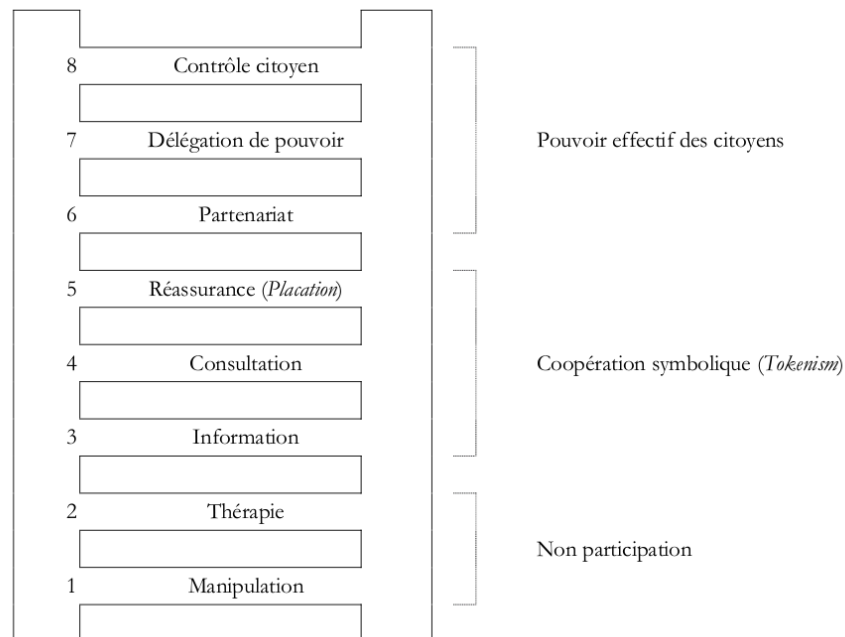 8 Contrôle citoyen
7 Délégation de pouvoir
Pouvoir effectif des citoyens
6 Partenariat
5 Réassurance (Placation)
4 Consultation
Coopération symbolique (Tokenism)
3 Information
2 Thérapie
Non participation
1 Manipulation